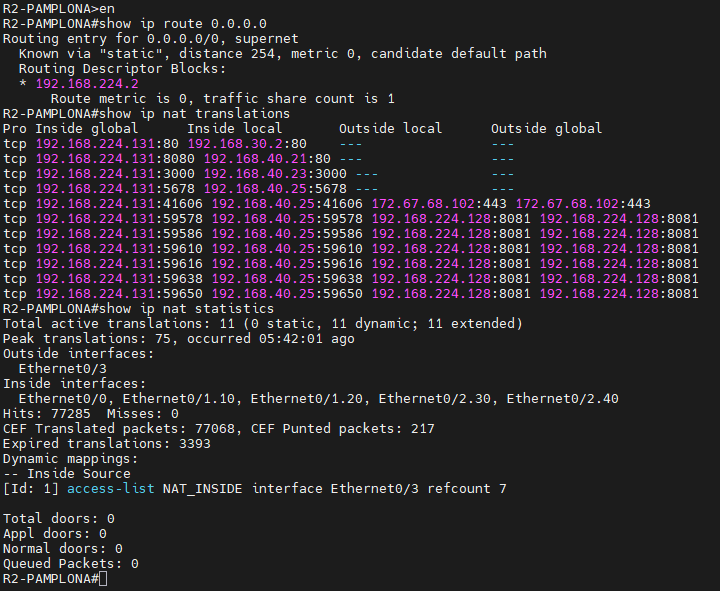 R2-PAMPLONA>en
R2-PAMPLONA#show ip route 0.0.0.0
Routing entry for 0.0.0.0/0, supernet
  Known via "static", distance 254, metric 0, candidate default path
  Routing Descriptor Blocks:
  * 192.168.224.2
      Route metric is 0, traffic share count is 1
R2-PAMPLONA#show ip nat translations
Pro Inside global      Inside local       Outside local      Outside global
tcp 192.168.224.131:80 192.168.30.2:80    ---                ---
tcp 192.168.224.131:8080 192.168.40.21:80 ---                ---
tcp 192.168.224.131:3000 192.168.40.23:3000 ---              ---
tcp 192.168.224.131:5678 192.168.40.25:5678 ---              ---
tcp 192.168.224.131:41606 192.168.40.25:41606 172.67.68.102:443 172.67.68.102:443
tcp 192.168.224.131:59578 192.168.40.25:59578 192.168.224.128:8081 192.168.224.128:8081
tcp 192.168.224.131:59586 192.168.40.25:59586 192.168.224.128:8081 192.168.224.128:8081
tcp 192.168.224.131:59610 192.168.40.25:59610 192.168.224.128:8081 192.168.224.128:8081
tcp 192.168.224.131:59616 192.168.40.25:59616 192.168.224.128:8081 192.168.224.128:8081
tcp 192.168.224.131:59638 192.168.40.25:59638 192.168.224.128:8081 192.168.224.128:8081
tcp 192.168.224.131:59650 192.168.40.25:59650 192.168.224.128:8081 192.168.224.128:8081
R2-PAMPLONA#show ip nat statistics
Total active translations: 11 (0 static, 11 dynamic; 11 extended)
Peak translations: 75, occurred 05:42:01 ago
Outside interfaces:
  Ethernet0/3
Inside interfaces:
  Ethernet0/0, Ethernet0/1.10, Ethernet0/1.20, Ethernet0/2.30, Ethernet0/2.40
Hits: 77285  Misses: 0
CEF Translated packets: 77068, CEF Punted packets: 217
Expired translations: 3393
Dynamic mappings:
-- Inside Source
[Id: 1] access-list NAT_INSIDE interface Ethernet0/3 refcount 7

Total doors: 0
Appl doors: 0
Normal doors: 0
Queued Packets: 0
R2-PAMPLONA#